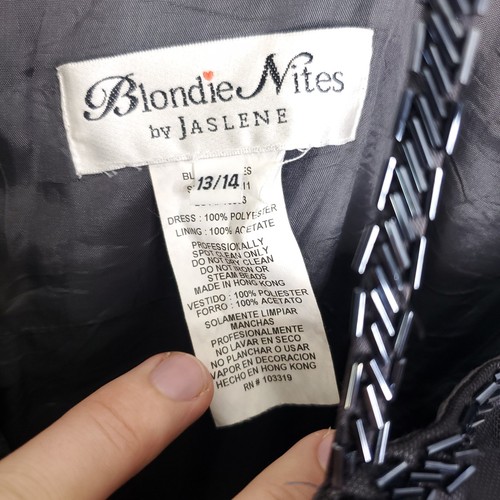 Blondie Nites
by JASLENE
13/14
DRESS : 100% POLYESTER
LINING : 100% ACETATE
PROFESSIONALLY
SPOT CLEAN ONLY
DO NOT DRY CLEAN
DO NOT IRON OR
STEAM BEADS
MADE IN HONG KONG
VESTIDO : 100% POLIESTER
FORRO : 100% ACETATO
SOLAMENTE LIMPIAR
MANCHAS
PROFESIONALMENTE
NO LAVAR EN SECO
NO PLANCHAR O USAR
VAPOR EN DECORACION
HECHO EN HONG KONG
RN # 103319